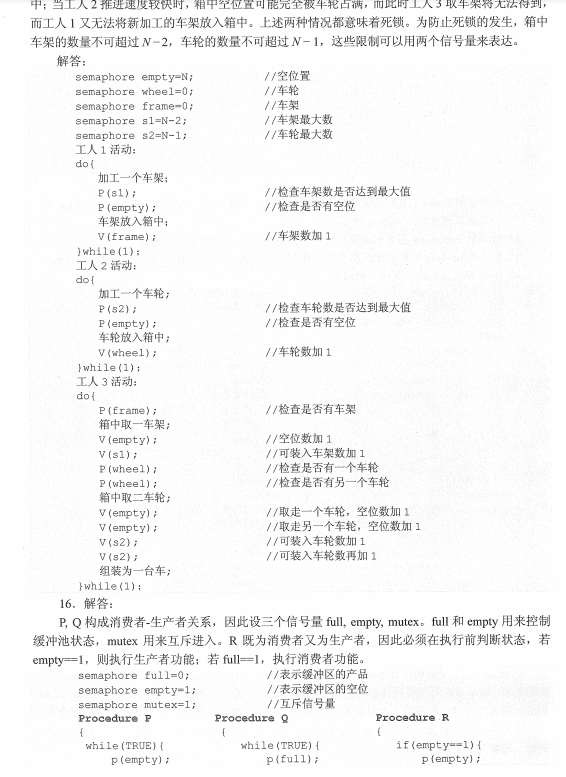 中；当工人 2 推进速度较快时，箱中空位置可能完全被车轮占满，而此时工人 3 取车架将无法得到，
而工人 1 又无法将新加工的车架放入箱中。上述两种情况都意味着死锁。为防止死锁的发生，箱中
车架的数量不可超过 N－2，车轮的数量不可超过 N－1，这些限制可以用两个信号量来表达。
解答：
semaphore empty=N; //空位置
semaphore wheel=0; //车轮
semaphore frame=0; //车架
semaphore s1=N-2; //车架最大数
semaphore s2=N-1; //车轮最大数
工人 1 活动：
do{
加工一个车架；
P(s1); //检查车架数是否达到最大值
P(empty); //检查是否有空位
车架放入箱中；
V(frame); //车架数加 1
}while(1);
工人 2 活动：
do{
加工一个车轮；
P(s2); //检查车轮数是否达到最大值
P(empty); //检查是否有空位
车轮放入箱中；
V(wheel); //车轮数加 1
}while(1);
工人 3 活动：
do{
P(frame); //检查是否有车架
箱中取一车架；
V(empty); //空位数加 1
V(s1); //可装入车架数加 1
P(wheel); //检查是否有一个车轮
P(wheel); //检查是否有另一个车轮
箱中取二车轮；
V(empty); //取走一个车轮，空位数加 1
V(empty); //取走另一个车轮，空位数加 1
V(s2); //可装入车轮数加 1
V(s2); //可装入车轮数再加 1
组装为一台车；
}while(1);
16．解答：
P, Q 构成消费者-生产者关系，因此设三个信号量 full, empty, mutex。full 和 empty 用来控制
缓冲池状态，mutex 用来互斥进入。R 既为消费者又为生产者，因此必须在执行前判断状态，若
empty==1，则执行生产者功能；若 full==1，执行消费者功能。
semaphore full=0; //表示缓冲区的产品
semaphore empty=1; //表示缓冲区的空位
semaphore mutex=1; //互斥信号量
Procedure P Procedure Q Procedure R
{ { {
while(TRUE){ while(TRUE){ if(empty==1){
p(empty); p(full); p(empty);